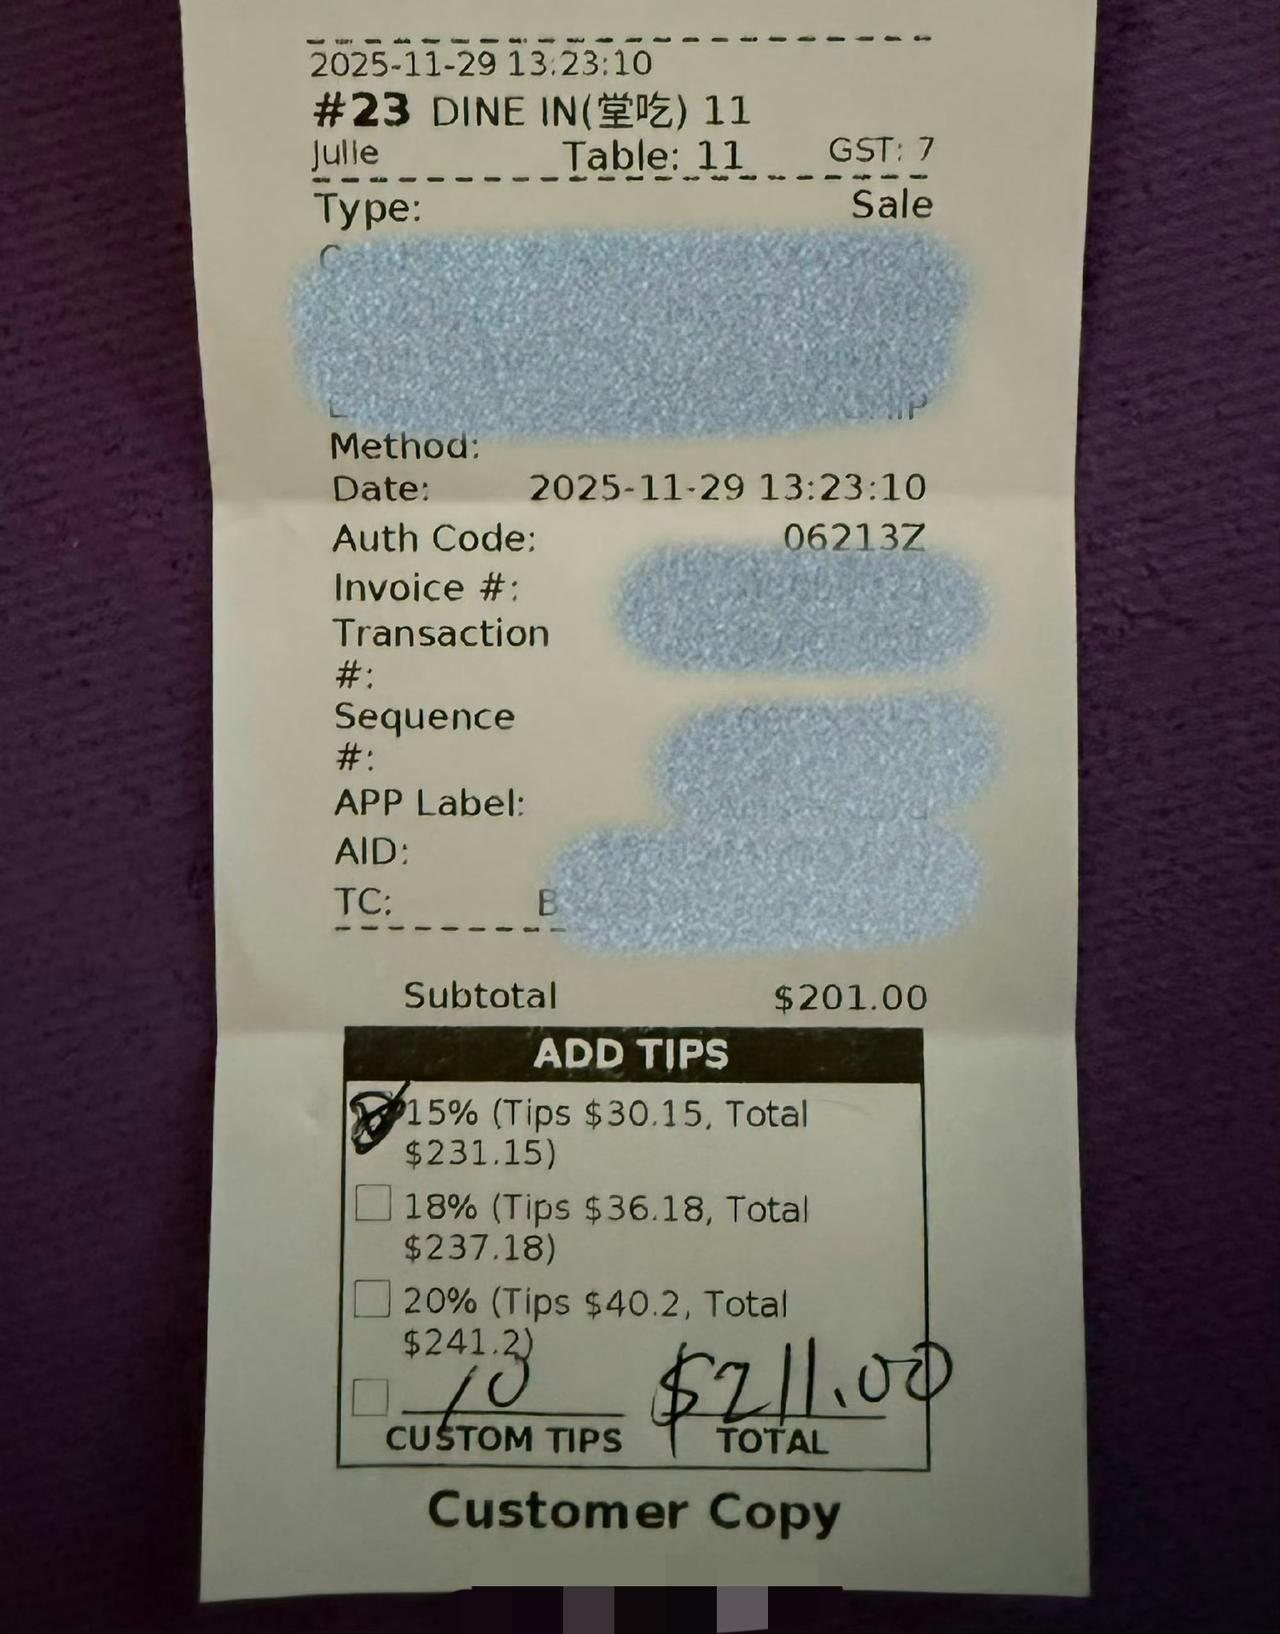 2025-11-29 13:23:10
#23 DINE IN(堂吃) 11
Julie Table: 11 GST: 7
Type: Sale
Method:
Date: 2025-11-29 13:23:10
Auth Code: 06213Z
Invoice #:
Transaction
#:
Sequence
#:
APP Label:
AID:
TC: B
Subtotal $201.00
ADD TIPS
15% (Tips $30.15, Total
$231.15)
18% (Tips $36.18, Total
$237.18)
20% (Tips $40.2, Total
$241.2)
10 $211.00
CUSTOM TIPS TOTAL
Customer Copy